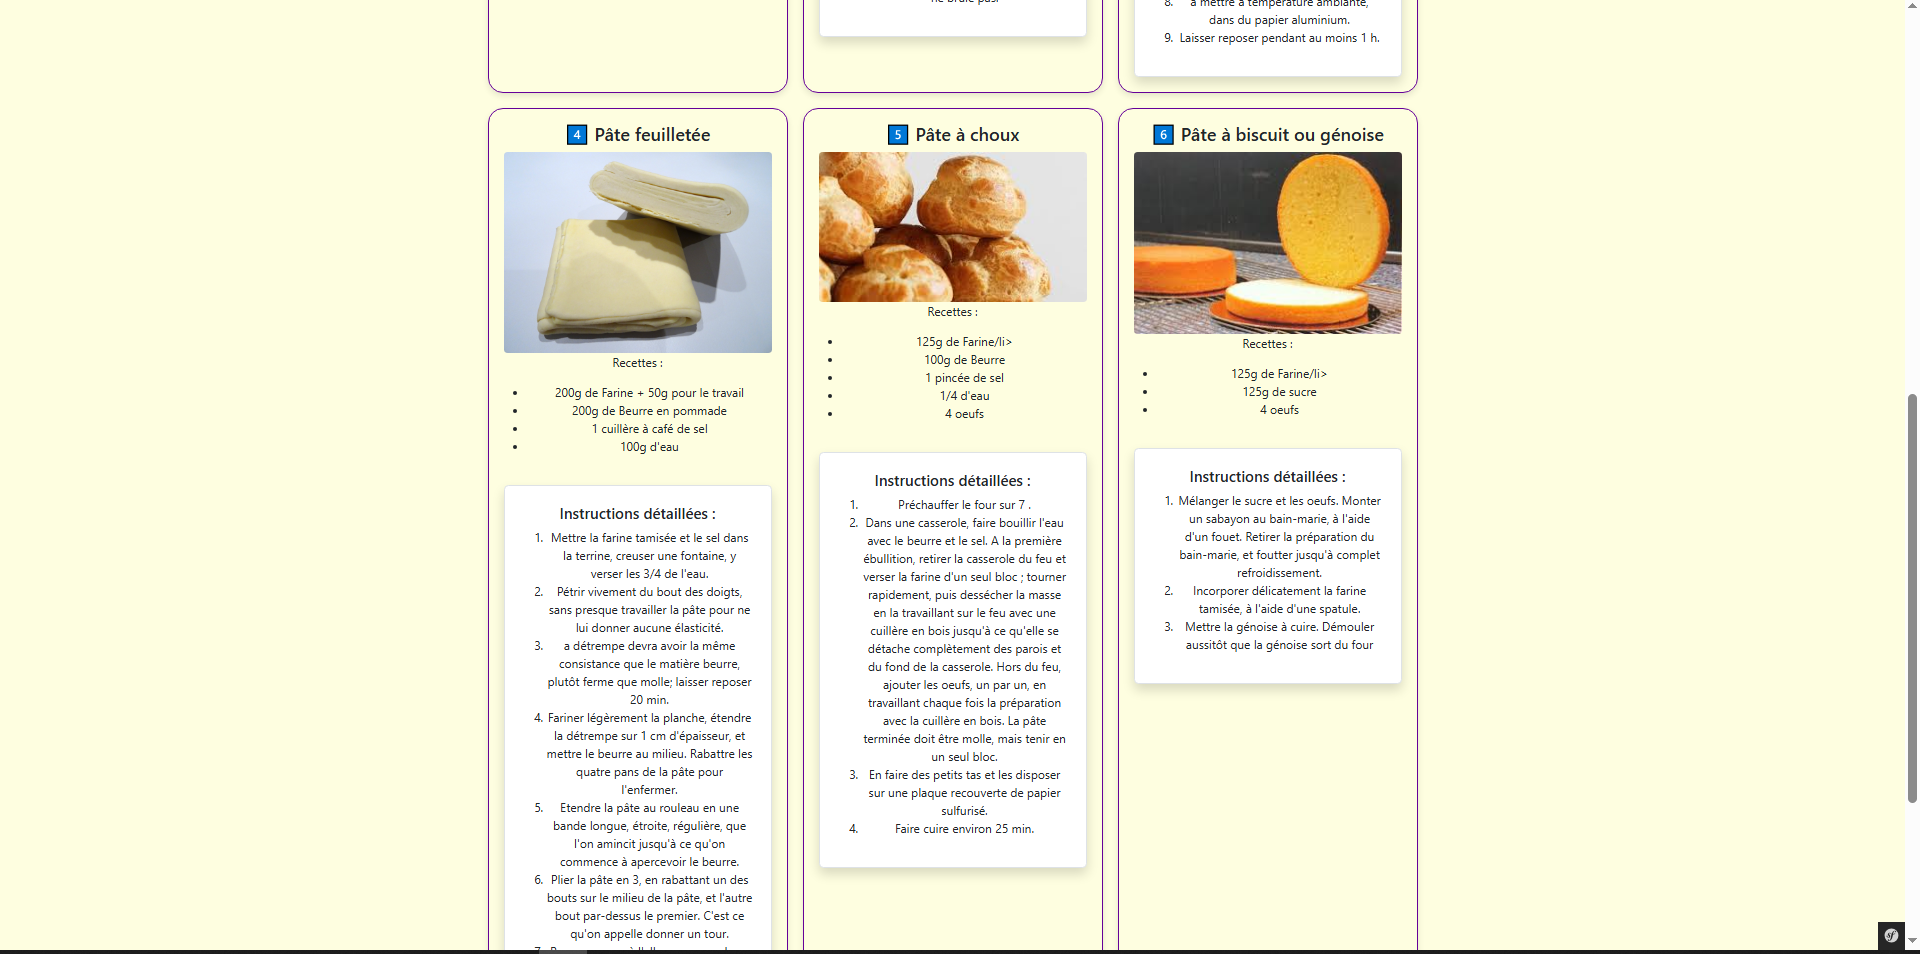 ne brule pas.
8. à mettre à température ambiante,
dans du papier aluminium.
9. Laisser reposer pendant au moins 1 h.
4 Pâte feuilletée
Recettes :
• 200g de Farine + 50g pour le travail
• 200g de Beurre en pommade
• 1 cuillère à café de sel
• 100g d'eau
Instructions détaillées :
1. Mettre la farine tamisée et le sel dans
la terrine, creuser une fontaine, y
verser les 3/4 de l'eau.
2. Pétrir vivement du bout des doigts,
sans presque travailler la pâte pour ne
lui donner aucune élasticité.
3. a détrempe devra avoir la même
consistance que le matière beurre,
plutôt ferme que molle; laisser reposer
20 min.
4. Fariner légèrement la planche, étendre
la détrempe sur 1 cm d'épaisseur, et
mettre le beurre au milieu. Rabattre les
quatre pans de la pâte pour
l'enfermer.
5. Etendre la pâte au rouleau en une
bande longue, étroite, régulière, que
l'on amincit jusqu'à ce qu'on
commence à apercevoir le beurre.
6. Plier la pâte en 3, en rabattant un des
bouts sur le milieu de la pâte, et l'autre
bout par-dessus le premier. C'est ce
qu'on appelle donner un tour.
5 Pâte à choux
Recettes :
• 125g de Farine/li>
• 100g de Beurre
• 1 pincée de sel
• 1/4 d'eau
• 4 oeufs
Instructions détaillées :
1. Préchauffer le four sur 7 .
2. Dans une casserole, faire bouillir l'eau
avec le beurre et le sel. A la première
ébullition, retirer la casserole du feu et
verser la farine d'un seul bloc ; tourner
rapidement, puis dessécher la masse
en la travaillant sur le feu avec une
cuillère en bois jusqu'à ce qu'elle se
détache complètement des parois et
du fond de la casserole. Hors du feu,
ajouter les oeufs, un par un, en
travaillant chaque fois la préparation
avec la cuillère en bois. La pâte
terminée doit être molle, mais tenir en
un seul bloc.
3. En faire des petits tas et les disposer
sur une plaque recouverte de papier
sulfurisé.
4. Faire cuire environ 25 min.
6 Pâte à biscuit ou génoise
Recettes :
• 125g de Farine/li>
• 125g de sucre
• 4 oeufs
Instructions détaillées :
1. Mélanger le sucre et les oeufs. Monter
un sabayon au bain-marie, à l'aide
d'un fouet. Retirer la préparation du
bain-marie, et foutter jusqu'à complet
refroidissement.
2. Incorporer délicatement la farine
tamisée, à l'aide d'une spatule.
3. Mettre la génoise à cuire. Démouler
aussitôt que la génoise sort du four
sf